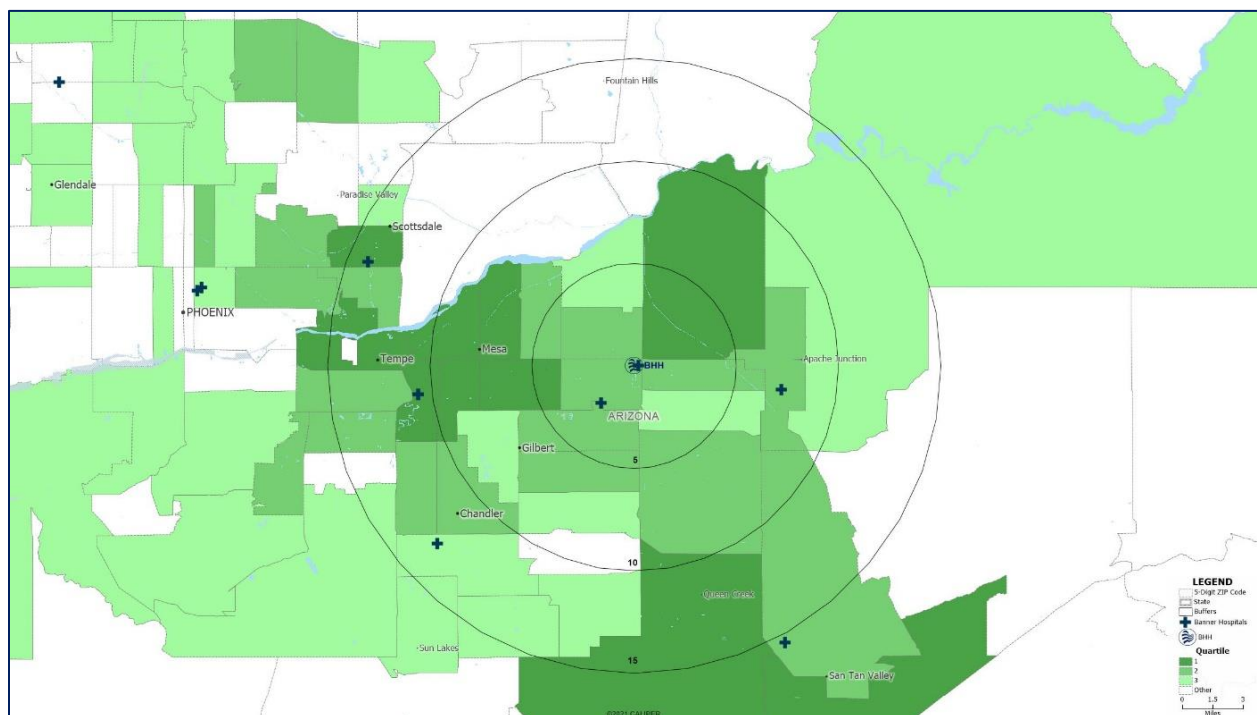 Fountain Hills
Glendale
Paradise Valley
Scottsdale
PHOENIX
Mesa
Tempe
BHH
Apache Junction
ARIZONA
Gilbert
5
Chandler
10
Queen Creek
Sun Lakes
15
San Tan Valley
©2021 CALIPER
LEGEND
5-Digit ZIP Code
State
Buffers
Banner Hospitals
BHH
Quartile
1
2
3
Other
0 1.5 3
Miles